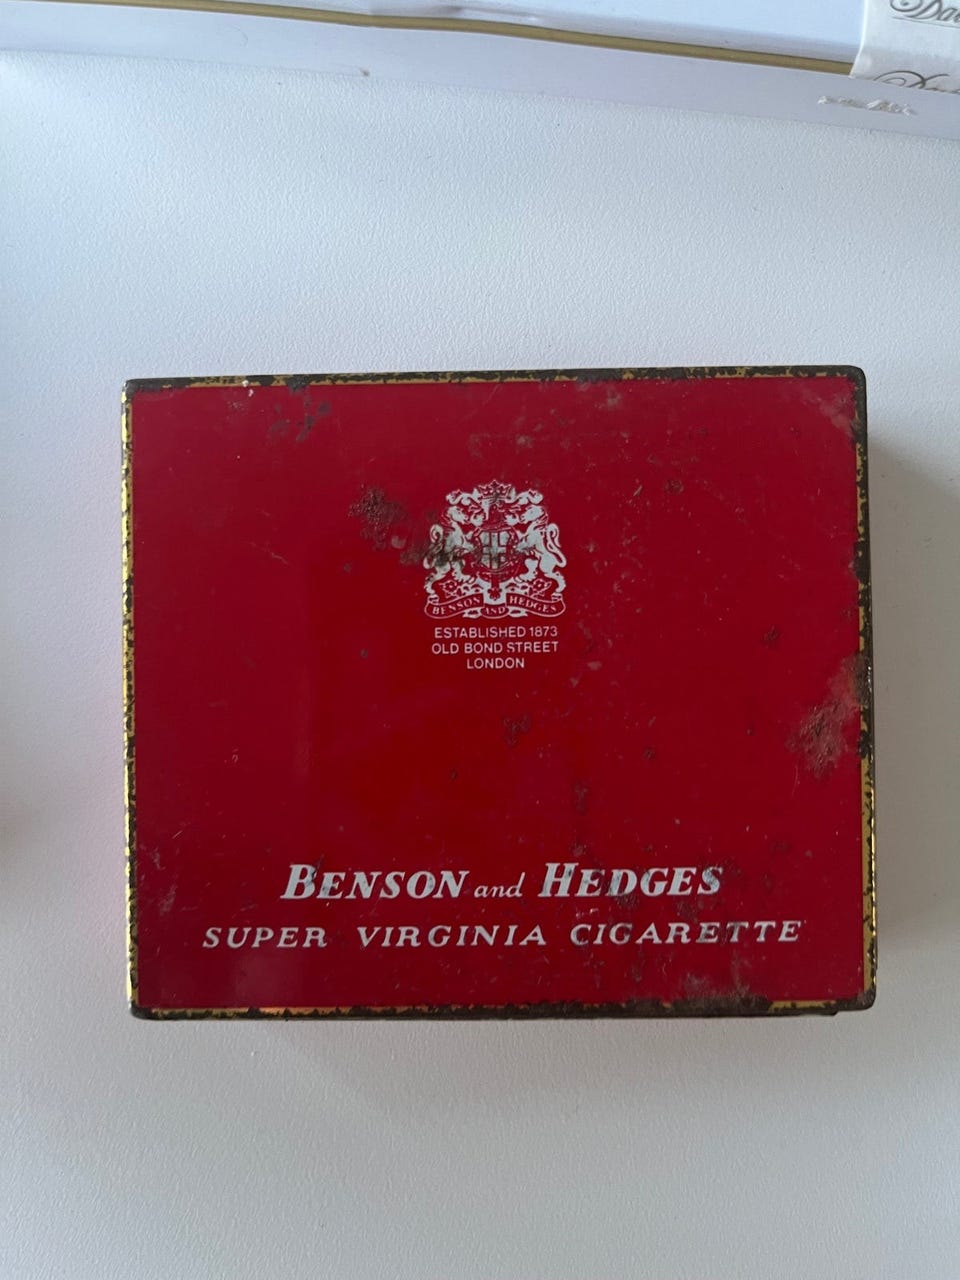 BENSON AND HEDGES
ESTABLISHED 1873
OLD BOND STREET
LONDON
BENSON and HEDGES
SUPER VIRGINIA CIGARETTE